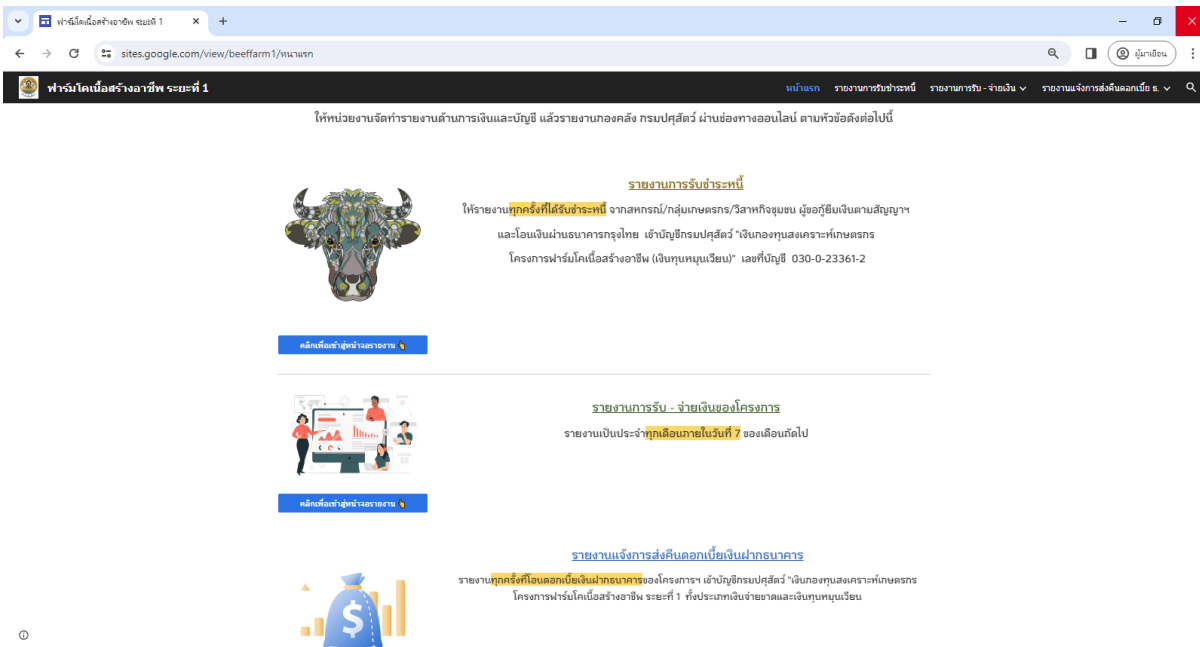 ฟาร์มโคเนื้อสร้างอาชีพ ระยะที่ 1
sites.google.com/view/beeffarm1/หน้าแรก
ผู้มาเยือน
ฟาร์มโคเนื้อสร้างอาชีพ ระยะที่ 1
หน้าแรก รายงานการรับชำระหนี้ รายงานการรับ - จ่ายเงิน รายงานแจ้งการส่งคืนดอกเบี้ย ธ.
ให้หน่วยงานจัดทำรายงานด้านการเงินและบัญชี แล้วรายงานกองคลัง กรมปศุสัตว์ ผ่านช่องทางออนไลน์ ตามหัวข้อดังต่อไปนี้
รายงานการรับชำระหนี้
ให้รายงานทุกครั้งที่ได้รับชำระหนี้ จากสหกรณ์/กลุ่มเกษตรกร/วิสาหกิจชุมชน ผู้ขอกู้ยืมเงินตามสัญญาฯ
และโอนเงินผ่านธนาคารกรุงไทย เข้าบัญชีกรมปศุสัตว์ "เงินกองทุนสงเคราะห์เกษตรกร
โครงการฟาร์มโคเนื้อสร้างอาชีพ (เงินทุนหมุนเวียน)" เลขที่บัญชี 030-0-23361-2
คลิกเพื่อเข้าสู่หน้าจอรายงาน
รายงานการรับ - จ่ายเงินของโครงการ
รายงานเป็นประจำทุกเดือนภายในวันที่ 7 ของเดือนถัดไป
คลิกเพื่อเข้าสู่หน้าจอรายงาน
รายงานแจ้งการส่งคืนดอกเบี้ยเงินฝากธนาคาร
รายงานทุกครั้งที่โอนดอกเบี้ยเงินฝากธนาคารของโครงการฯ เข้าบัญชีกรมปศุสัตว์ "เงินกองทุนสงเคราะห์เกษตรกร
โครงการฟาร์มโคเนื้อสร้างอาชีพ ระยะที่ 1 ทั้งประเภทเงินจ่ายขาดและเงินทุนหมุนเวียน